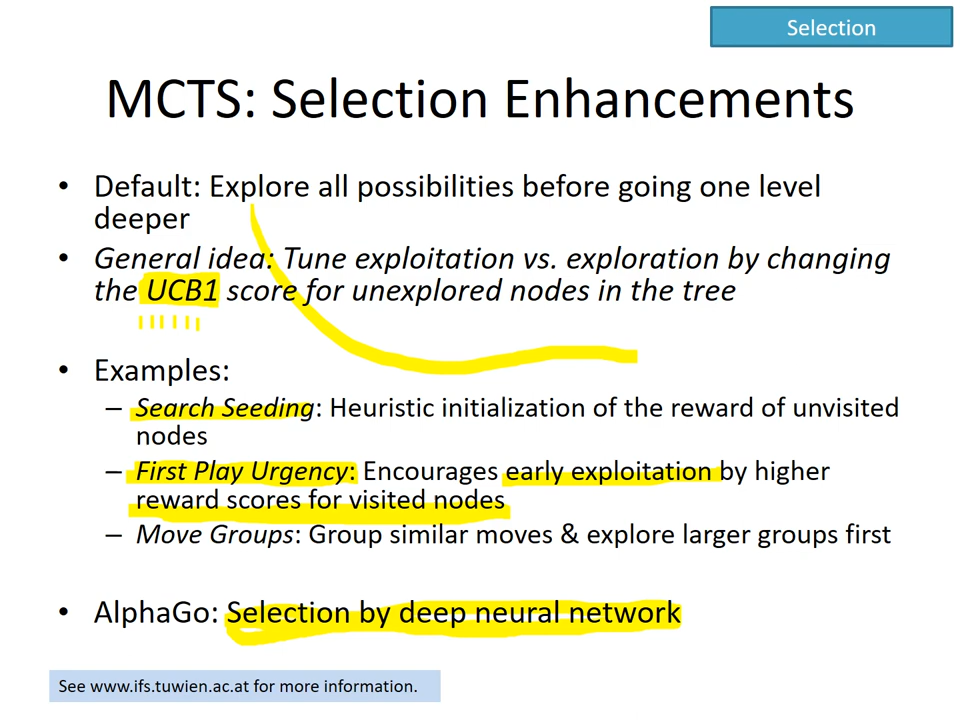 Selection
MCTS: Selection Enhancements
• Default: Explore all possibilities before going one level
deeper
• General idea: Tune exploitation vs. exploration by changing
the UCB1 score for unexplored nodes in the tree
• Examples:
– Search Seeding: Heuristic initialization of the reward of unvisited
nodes
– First Play Urgency: Encourages early exploitation by higher
reward scores for visited nodes
– Move Groups: Group similar moves & explore larger groups first
• AlphaGo: Selection by deep neural network
See www.ifs.tuwien.ac.at for more information.